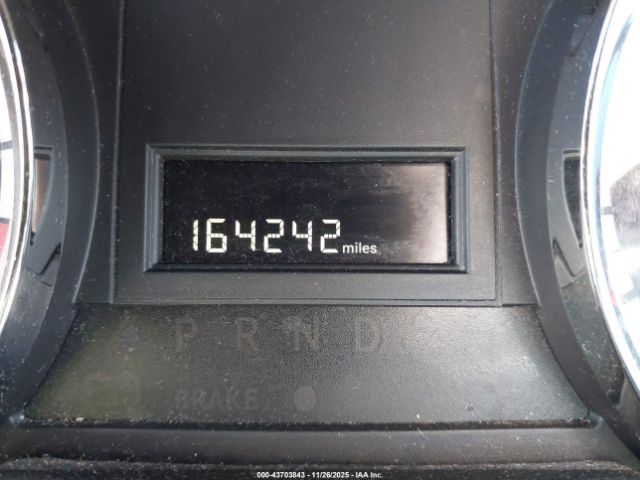 164242 miles
P R N D
BRAKE
000-43703843 - 11/26/2025 - IAA Inc.